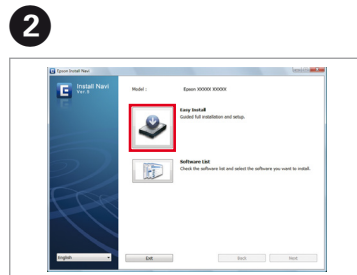 2
Epson Install Navi
E Install Navi
Ver.3
Model :
Epson XXXXX XXXXX
Easy Install
Guided full installation and setup.
Software List
Check the software list and select the software you want to install.
English
Exit
Back
Next